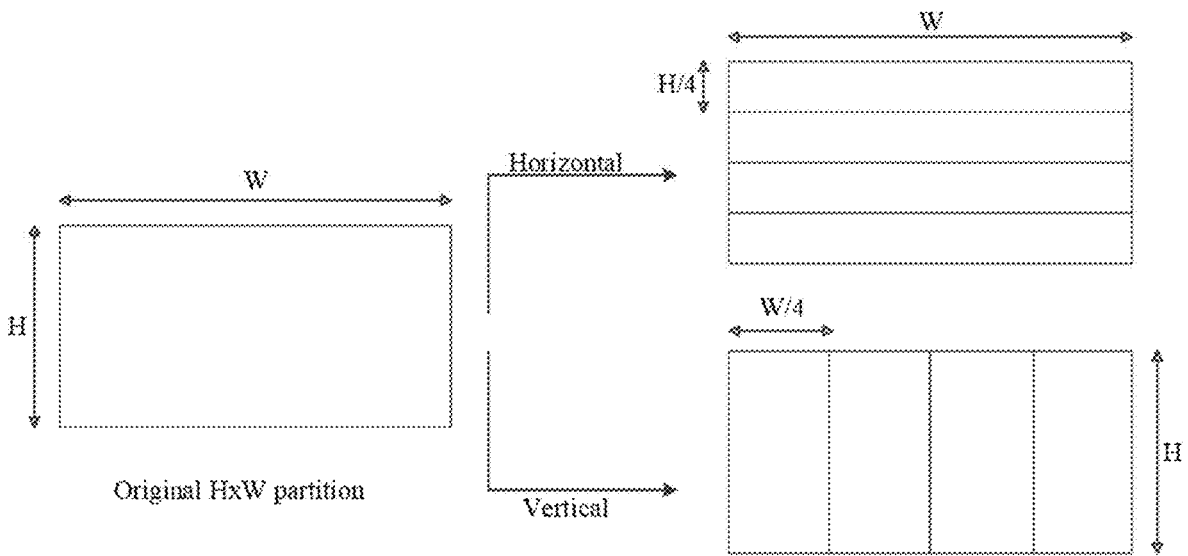 W
H
Original HxW partition
Horizontal
Vertical
W
H/4
W/4
H